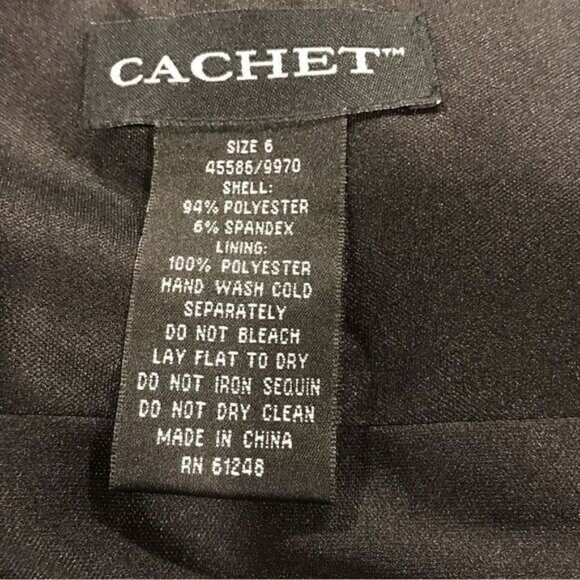 CACHET™
SIZE 6
45586/9970
SHELL:
94% POLYESTER
6% SPANDEX
LINING:
100% POLYESTER
HAND WASH COLD
SEPARATELY
DO NOT BLEACH
LAY FLAT TO DRY
DO NOT IRON SEQUIN
DO NOT DRY CLEAN
MADE IN CHINA
RN 61248